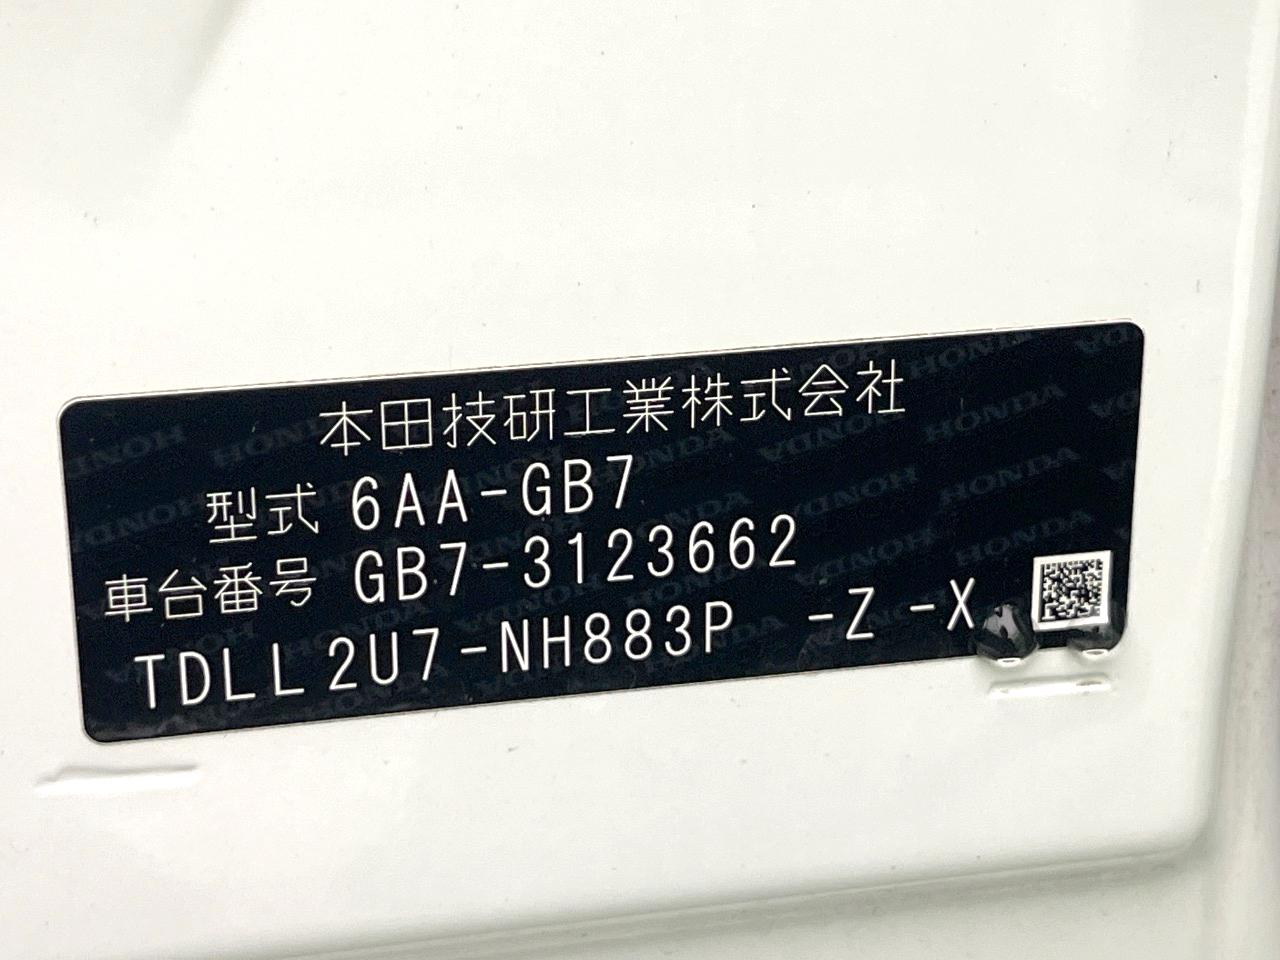 本田技研工業株式会社
型式 6AA-GB7
車台番号 GB7-3123662
TDLL2U7-NH883P -Z -X